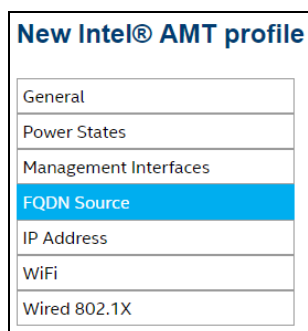 New Intel® AMT profile
General
Power States
Management Interfaces
FQDN Source
IP Address
WiFi
Wired 802.1X